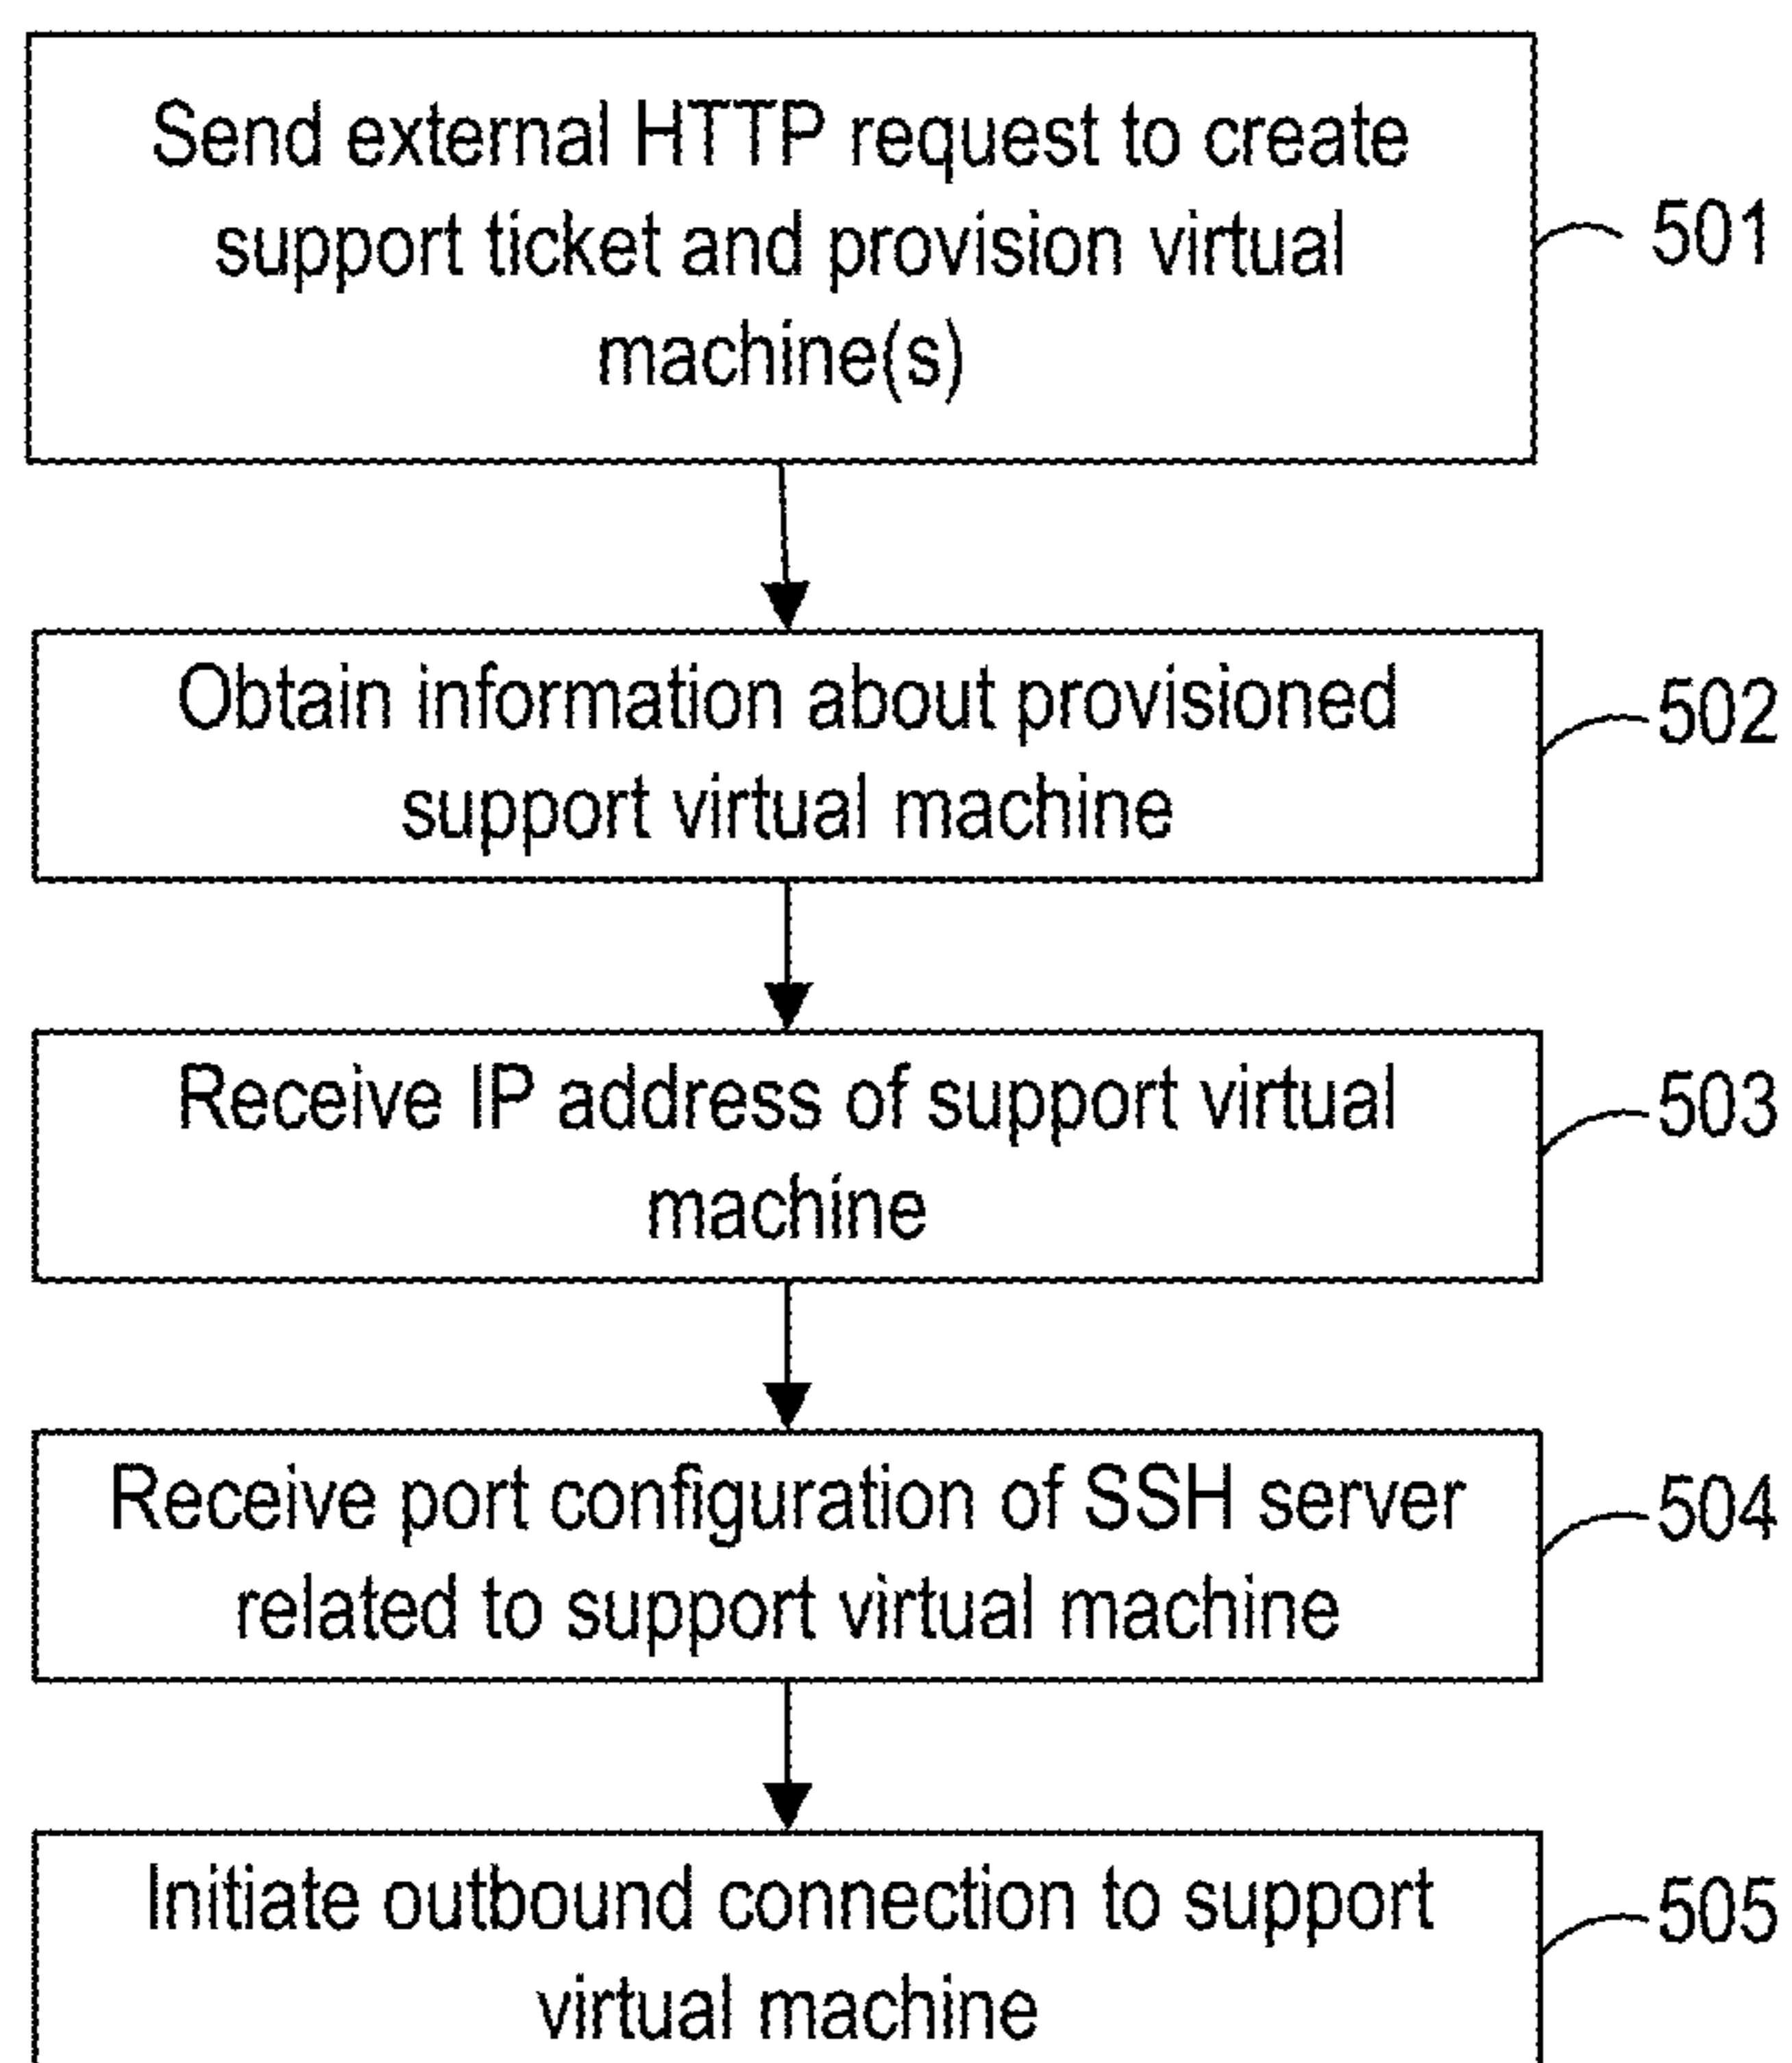 Send external HTTP request to create
support ticket and provision virtual
machine(s)
501
Obtain information about provisioned
support virtual machine
502
Receive IP address of support virtual
machine
503
Receive port configuration of SSH server
related to support virtual machine
504
Initiate outbound connection to support
virtual machine
505